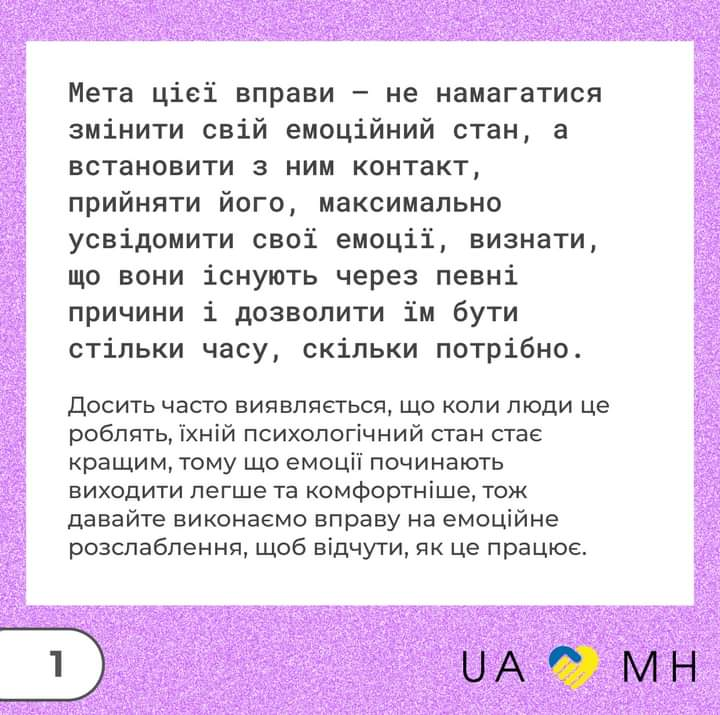 Мета цієї вправи — не намагатися
змінити свій емоційний стан, а
встановити з ним контакт,
прийняти його, максимально
усвідомити свої емоції, визнати,
що вони існують через певні
причини і дозволити їм бути
стільки часу, скільки потрібно.
Досить часто виявляється, що коли люди це
роблять, їхній психологічний стан стає
кращим, тому що емоції починають
виходити легше та комфортніше, тож
давайте виконаємо вправу на емоційне
розслаблення, щоб відчути, як це працює.
1
UA MH